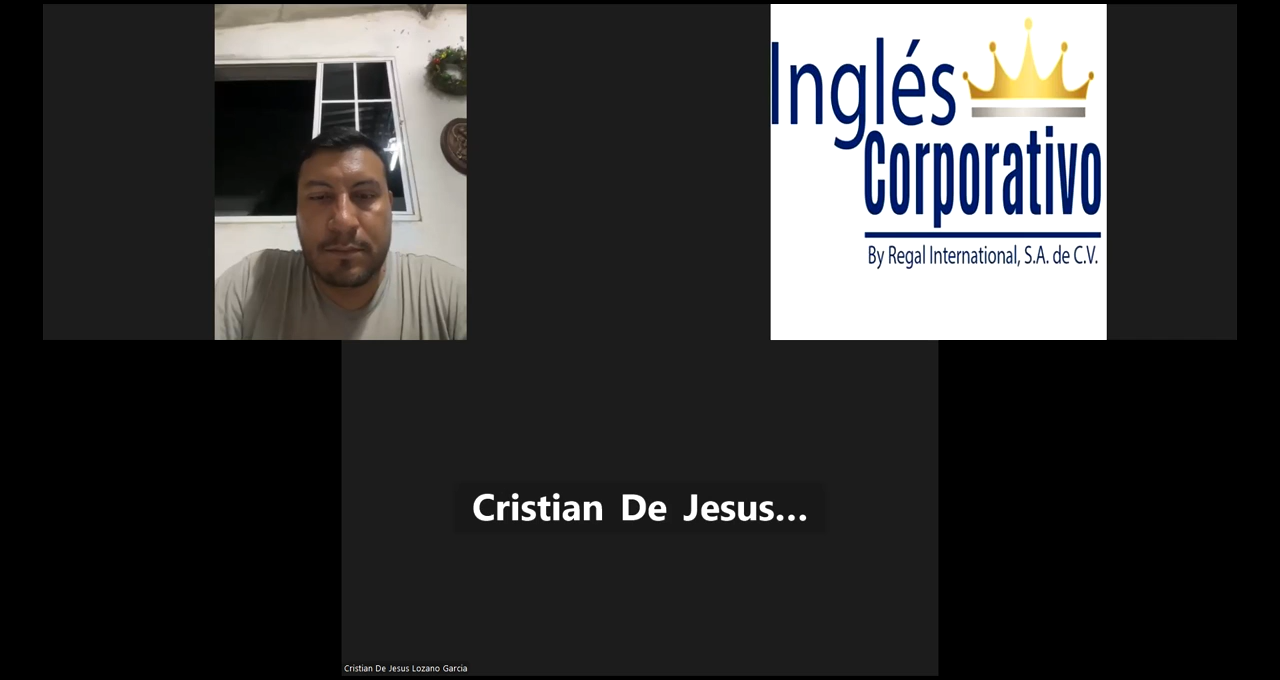 Inglés
Corporativo
By Regal International, S.A. de C.V.
Cristian De Jesus...
Cristian De Jesus Lozano Garcia